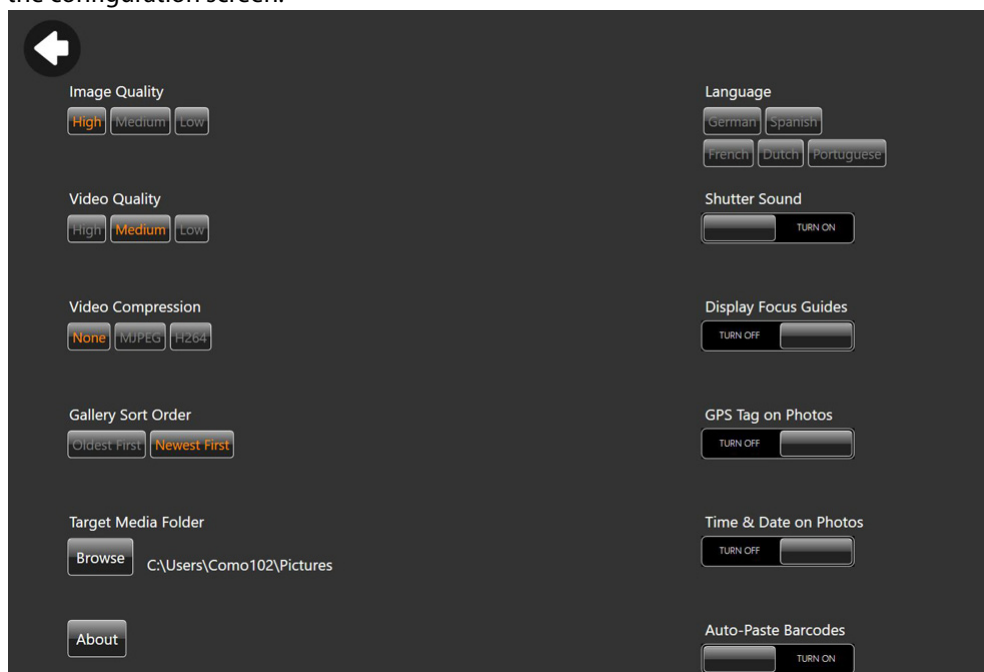 the configuration screen.
Image Quality
High Medium Low
Video Quality
High Medium Low
Video Compression
None MJPEG H264
Gallery Sort Order
Oldest First Newest First
Target Media Folder
Browse C:\Users\Como102\Pictures
About
Language
German Spanish
French Dutch Portuguese
Shutter Sound
TURN ON
Display Focus Guides
TURN OFF
GPS Tag on Photos
TURN OFF
Time & Date on Photos
TURN OFF
Auto-Paste Barcodes
TURN ON